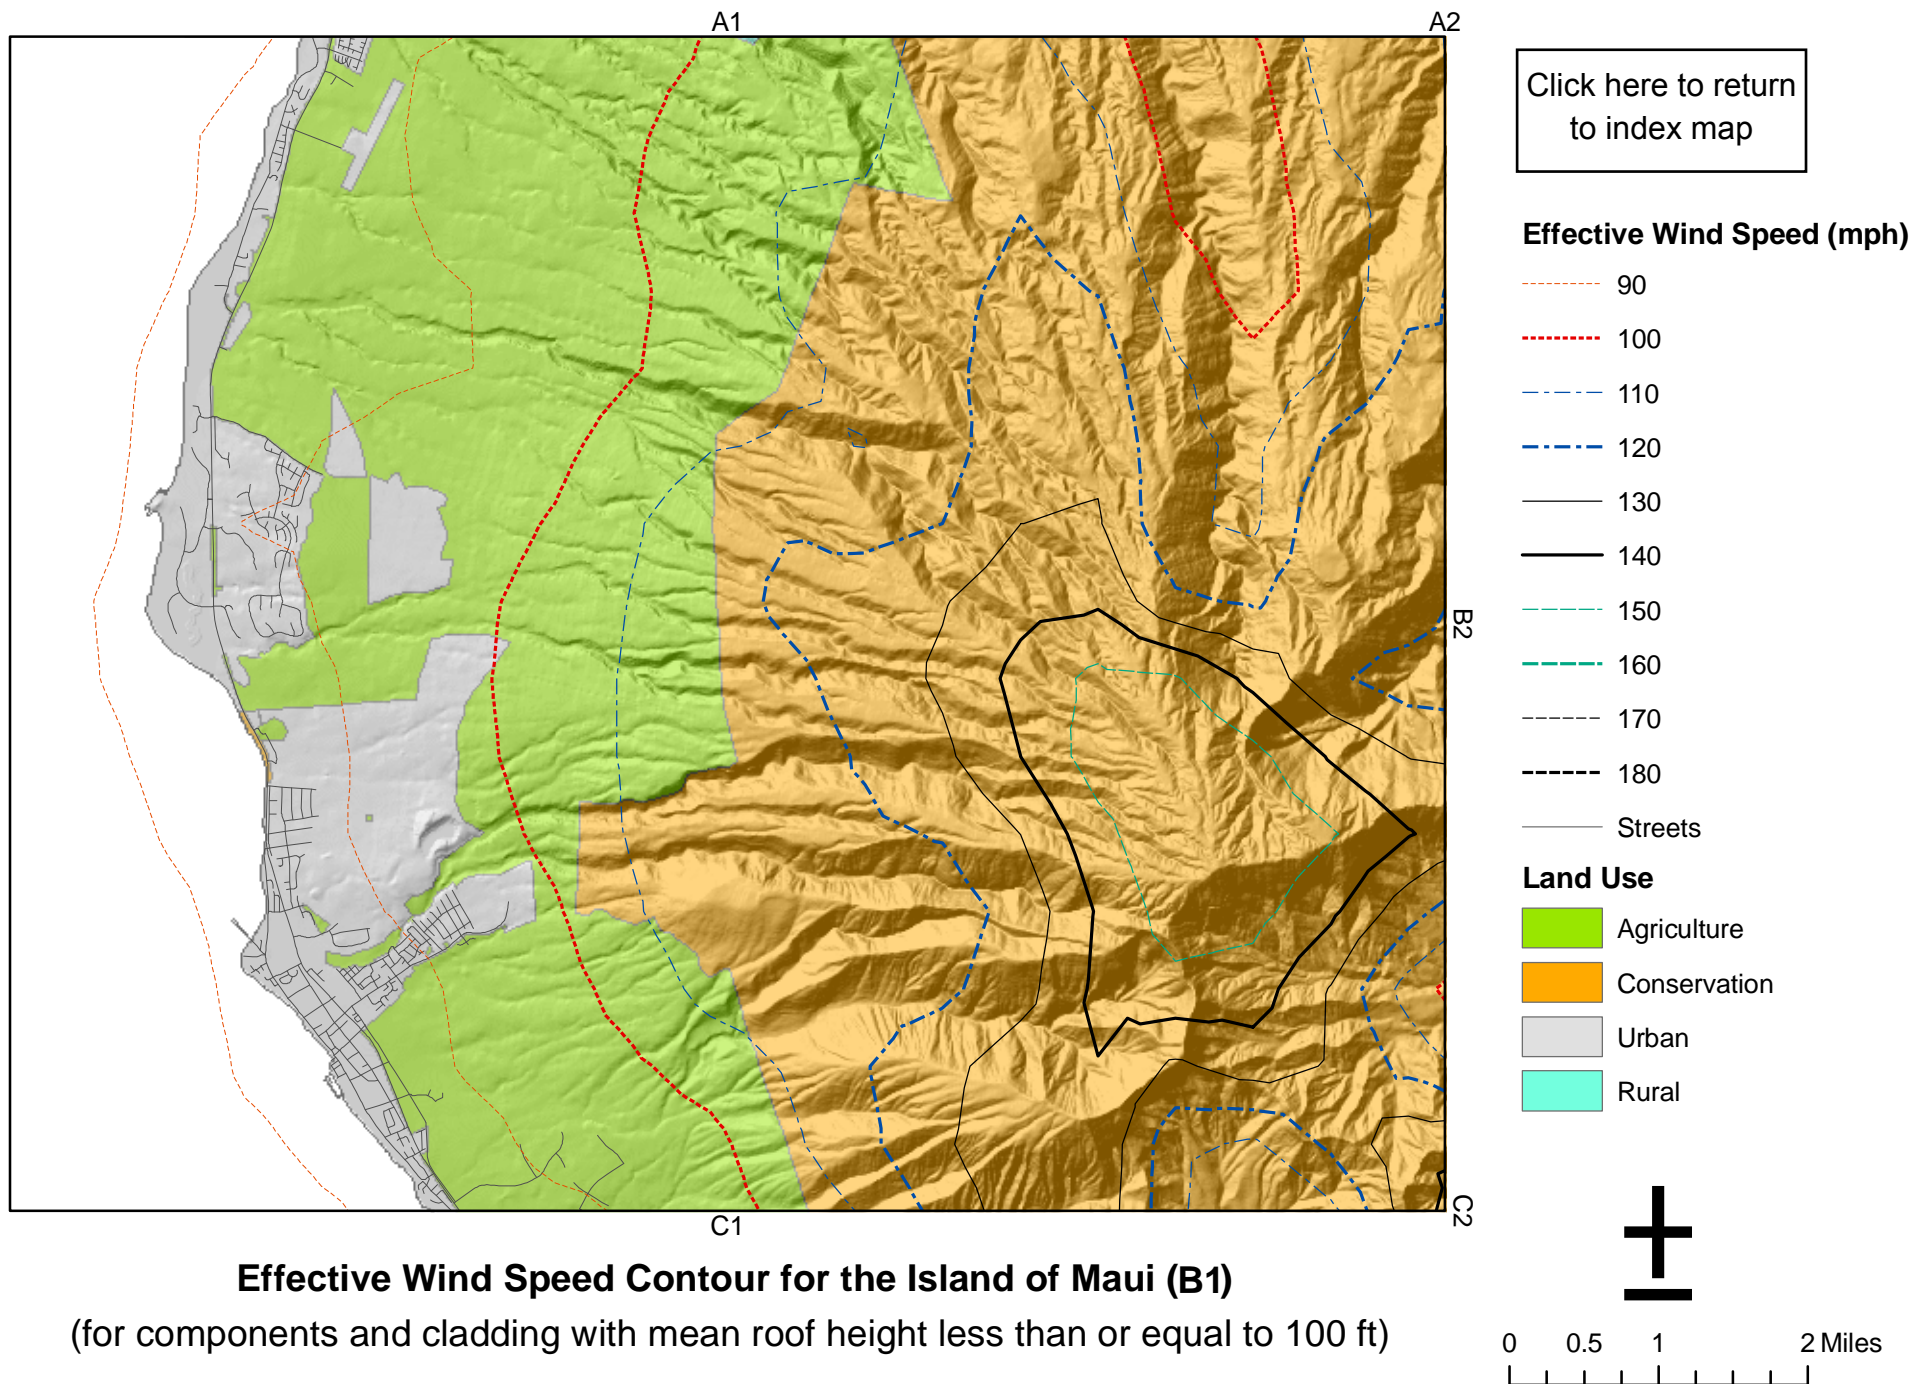 A1
A2
Click here to return
to index map
Effective Wind Speed (mph)
90
100
110
120
130
140
150
160
170
180
Streets
Land Use
Agriculture
Conservation
Urban
Rural
B2
C2
C1
Effective Wind Speed Contour for the Island of Maui (B1)
(for components and cladding with mean roof height less than or equal to 100 ft)
0 0.5 1 2 Miles